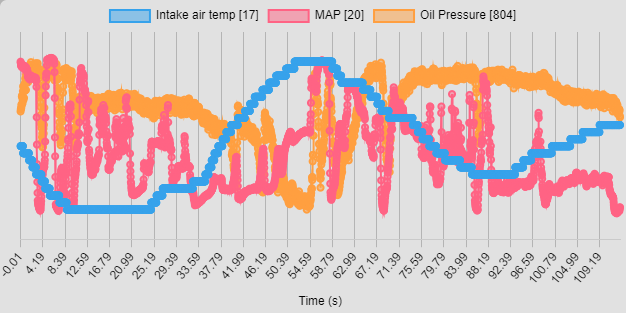 Intake air temp [17] MAP [20] Oil Pressure [804]
-0.01 4.19 8.39 12.59 16.79 20.99 25.19 29.39 33.59 37.79 41.99 46.19 50.39 54.59 58.79 62.99 67.19 71.39 75.59 79.79 83.99 88.19 92.39 96.59 100.79 104.99 109.19
Time (s)